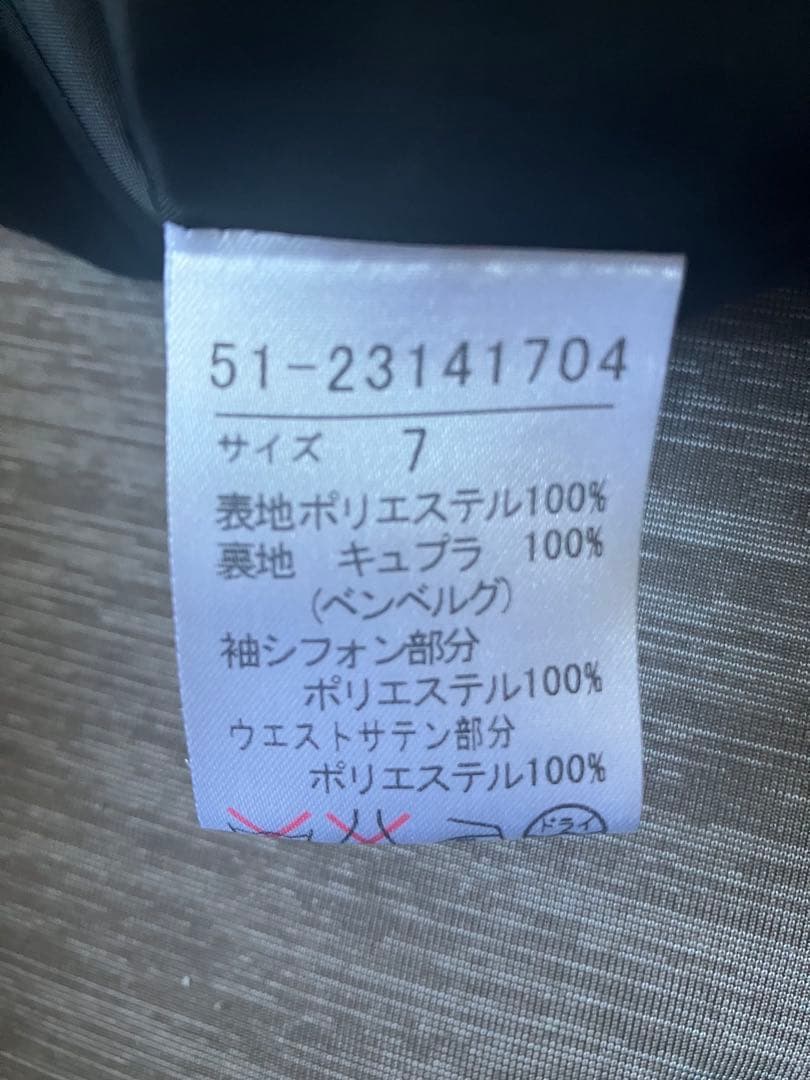 51-23141704
サイズ 7
表地ポリエステル100%
裏地 キュプラ 100%
(ベンベルグ)
袖シフォン部分
ポリエステル100%
ウエストサテン部分
ポリエステル100%
ドライ